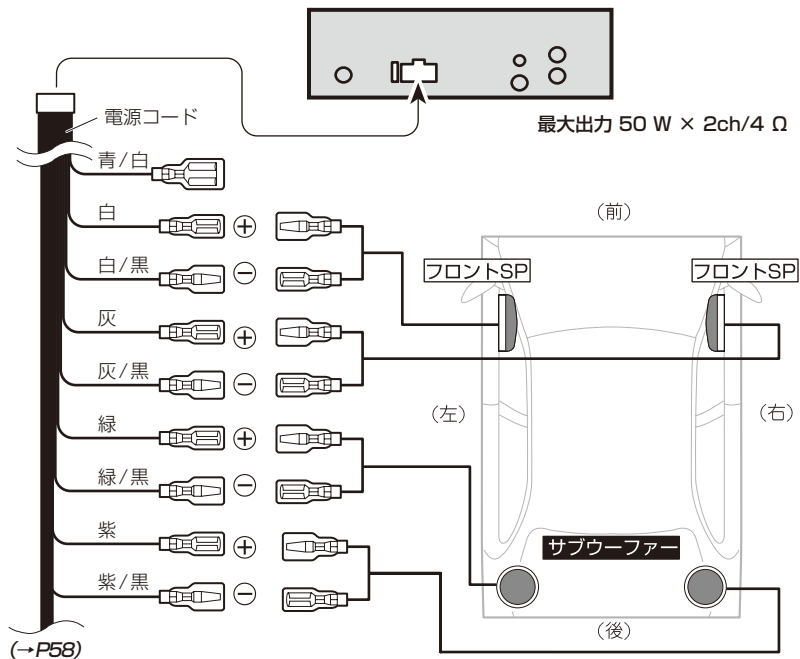 電源コード
最大出力 50 W × 2ch/4 Ω
青/白
白
⊕
白/黒
⊖
灰
⊕
灰/黒
⊖
緑
⊕
緑/黒
⊖
紫
⊕
紫/黒
⊖
(→P58)
(前)
フロントSP
フロントSP
(左)
(右)
サブウーファー
(後)